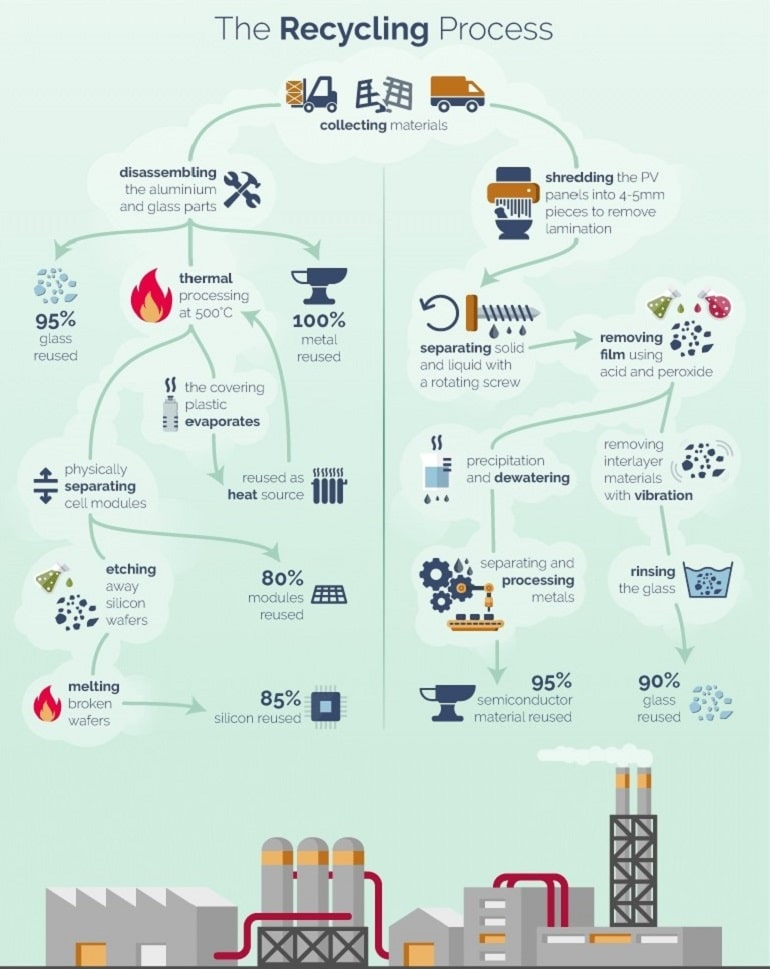 The Recycling Process
collecting materials
disassembling
the aluminium
and glass parts
95%
glass
reused
thermal
processing
at 500°C
100%
metal
reused
the covering
plastic
evaporates
reused as
heat source
physically
separating
cell modules
80%
modules
reused
etching
away
silicon
wafers
melting
broken
wafers
85%
silicon reused
shredding the PV
panels into 4-5mm
pieces to remove
lamination
separating solid
and liquid with
a rotating screw
removing
film using
acid and peroxide
precipitation
and dewatering
separating and
processing
metals
95%
semiconductor
material reused
removing
interlayer
materials
with vibration
rinsing
the glass
90%
glass
reused